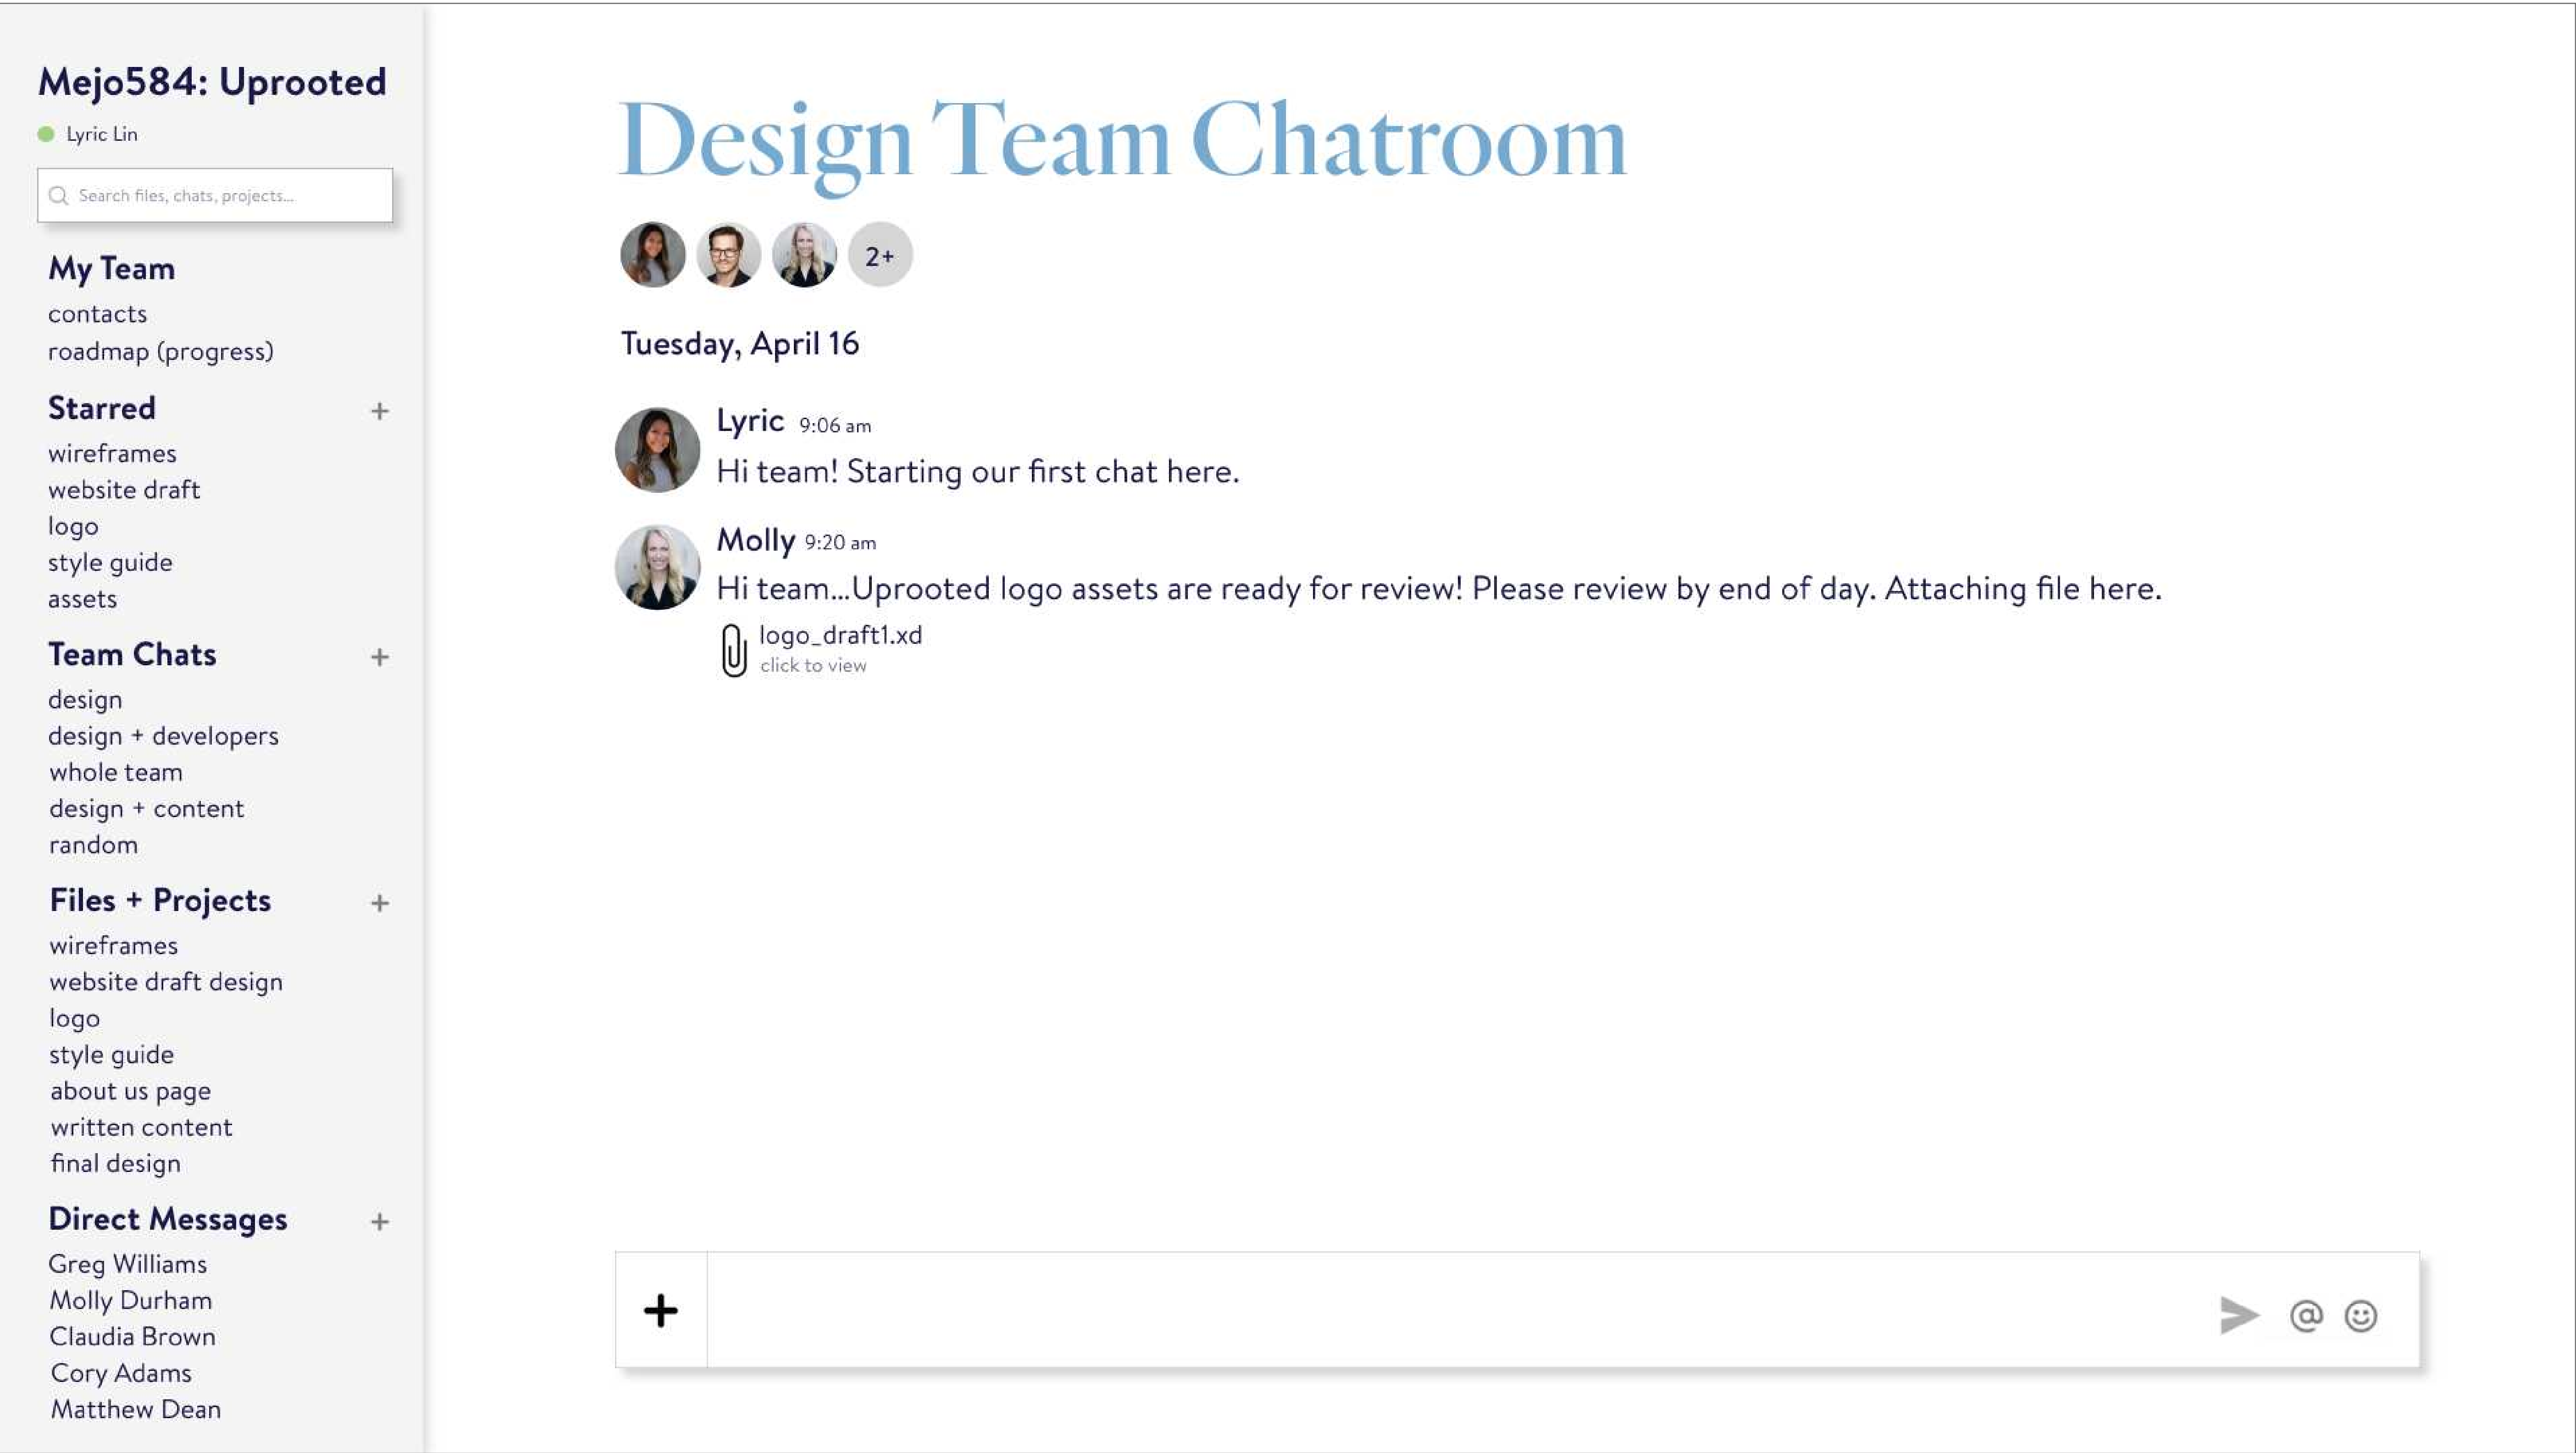 Mejo584: Uprooted
Lyric Lin
Search files, chats, projects...
My Team
contacts
roadmap (progress)
Starred +
wireframes
website draft
logo
style guide
assets
Team Chats +
design
design + developers
whole team
design + content
random
Files + Projects +
wireframes
website draft design
logo
style guide
about us page
written content
final design
Direct Messages +
Greg Williams
Molly Durham
Claudia Brown
Cory Adams
Matthew Dean
Design Team Chatroom
2+
Tuesday, April 16
Lyric 9:06 am
Hi team! Starting our first chat here.
Molly 9:20 am
Hi team...Uprooted logo assets are ready for review! Please review by end of day. Attaching file here.
logo_draft1.xd
click to view
+ @